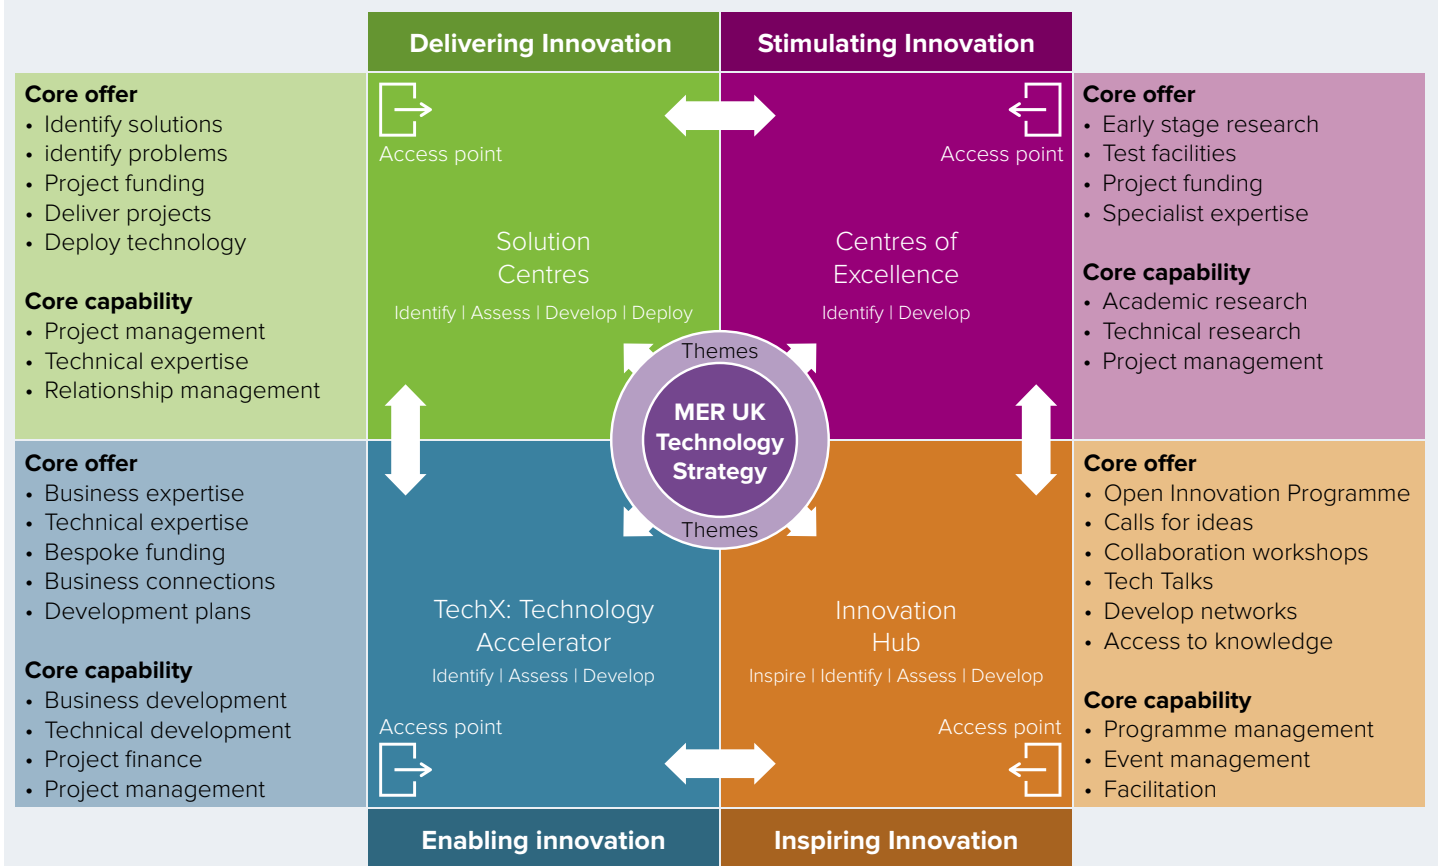 Delivering Innovation
Stimulating Innovation
Core offer
• Identify solutions
• identify problems
• Project funding
• Deliver projects
• Deploy technology
Core capability
• Project management
• Technical expertise
• Relationship management
Access point
Solution
Centres
Identify | Assess | Develop | Deploy
Access point
Centres of
Excellence
Identify | Develop
Core offer
• Early stage research
• Test facilities
• Project funding
• Specialist expertise
Core capability
• Academic research
• Technical research
• Project management
Themes
MER UK
Technology
Strategy
Themes
Core offer
• Business expertise
• Technical expertise
• Bespoke funding
• Business connections
• Development plans
Core capability
• Business development
• Technical development
• Project finance
• Project management
TechX: Technology
Accelerator
Identify | Assess | Develop
Access point
Innovation
Hub
Inspire | Identify | Assess | Develop
Access point
Core offer
• Open Innovation Programme
• Calls for ideas
• Collaboration workshops
• Tech Talks
• Develop networks
• Access to knowledge
Core capability
• Programme management
• Event management
• Facilitation
Enabling innovation
Inspiring Innovation